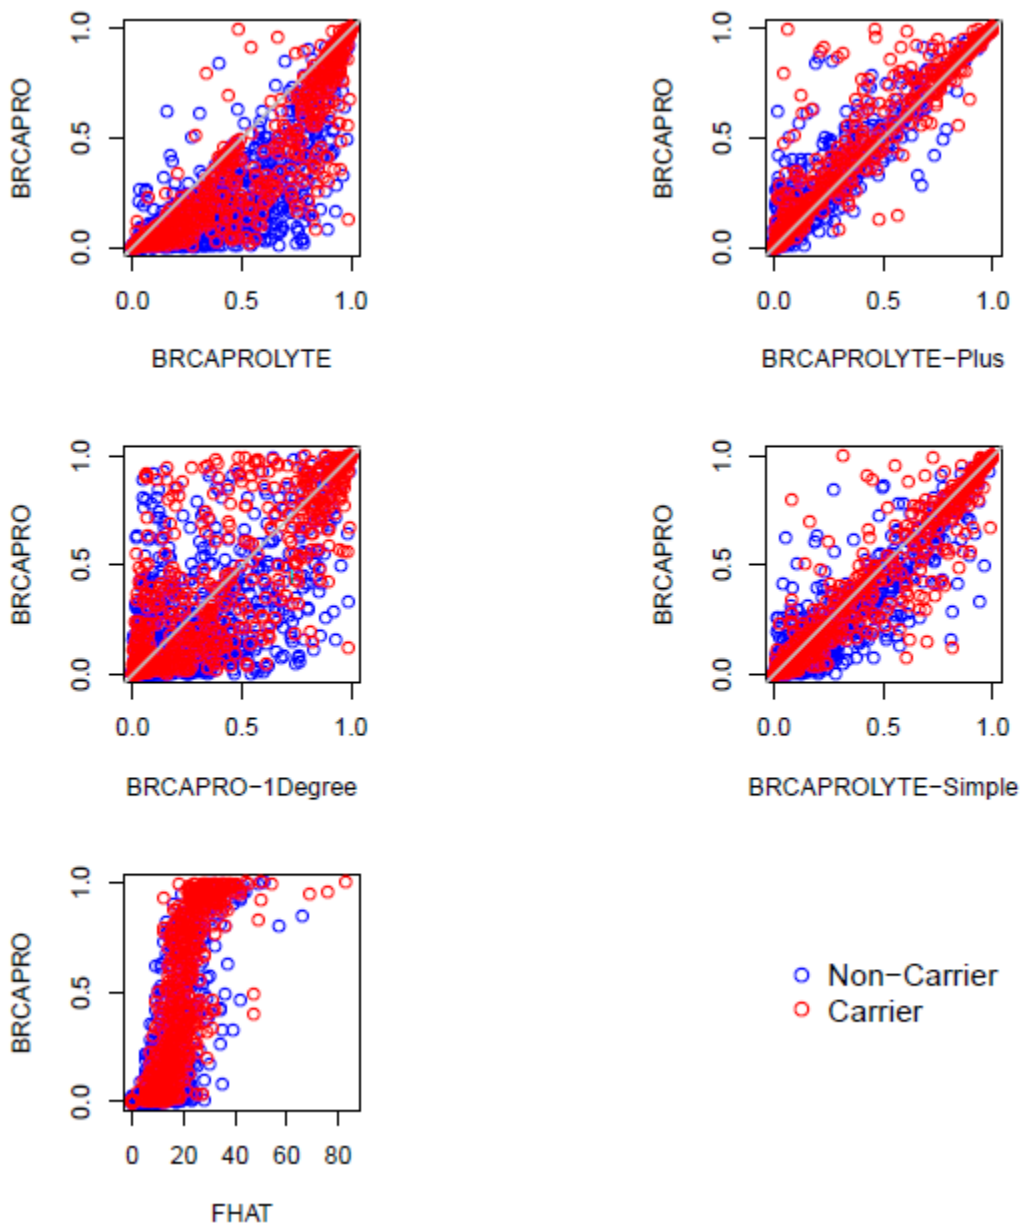 BRCAPRO
1.0
0.5
0.0
0.0 0.5 1.0
BRCAPROLYTE
BRCAPRO
1.0
0.5
0.0
0.0 0.5 1.0
BRCAPROLYTE−Plus
BRCAPRO
1.0
0.5
0.0
0.0 0.5 1.0
BRCAPRO−1Degree
BRCAPRO
1.0
0.5
0.0
0.0 0.5 1.0
BRCAPROLYTE−Simple
BRCAPRO
1.0
0.5
0.0
0 20 40 60 80
FHAT
Non−Carrier
Carrier